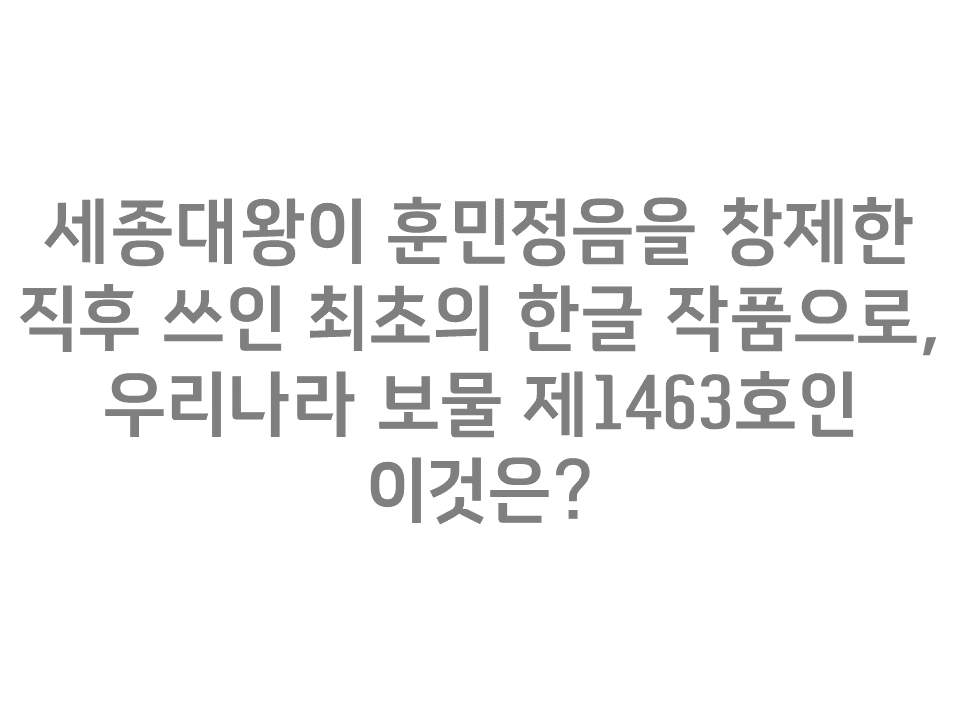 세종대왕이 훈민정음을 창제한
직후 쓰인 최초의 한글 작품으로,
우리나라 보물 제1463호인
이것은?